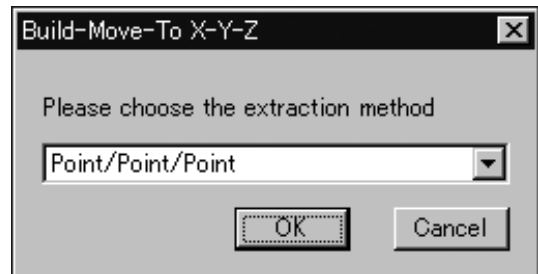 Build-Move-To X-Y-Z
Please choose the extraction method
Point/Point/Point
OK
Cancel